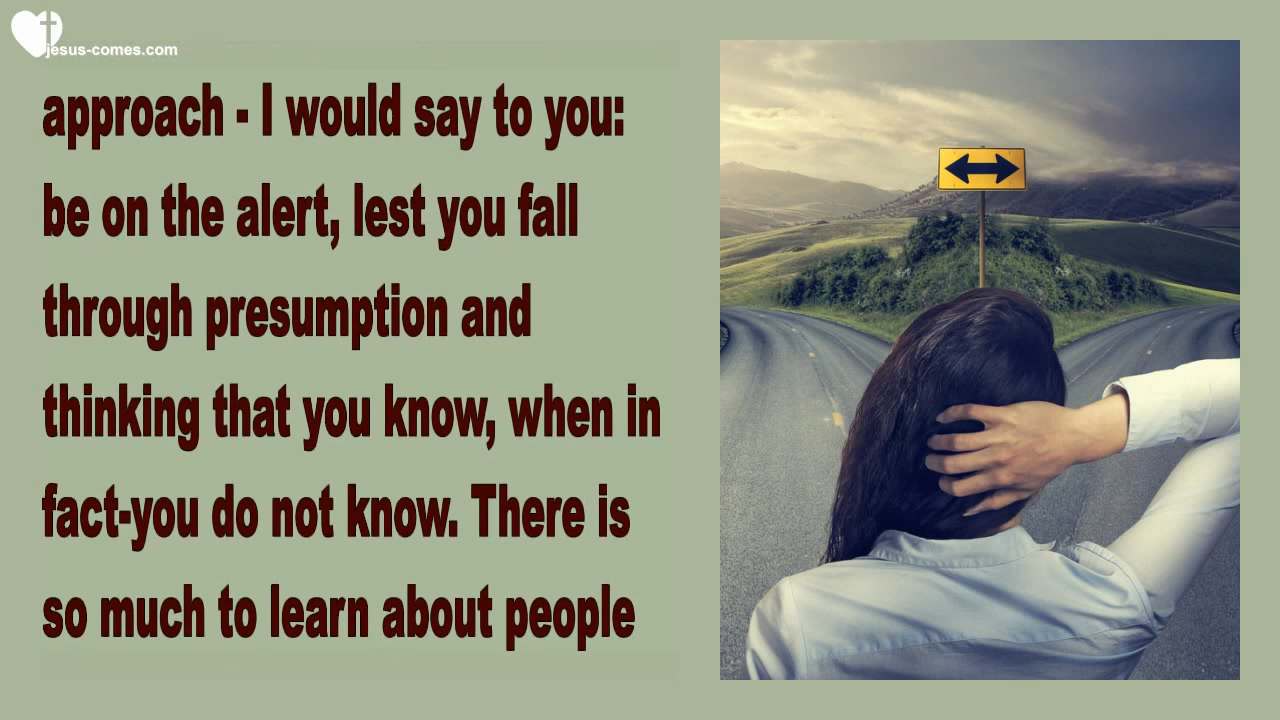 jesus-comes.com
approach - I would say to you:
be on the alert, lest you fall
through presumption and
thinking that you know, when in
fact-you do not know. There is
so much to learn about people